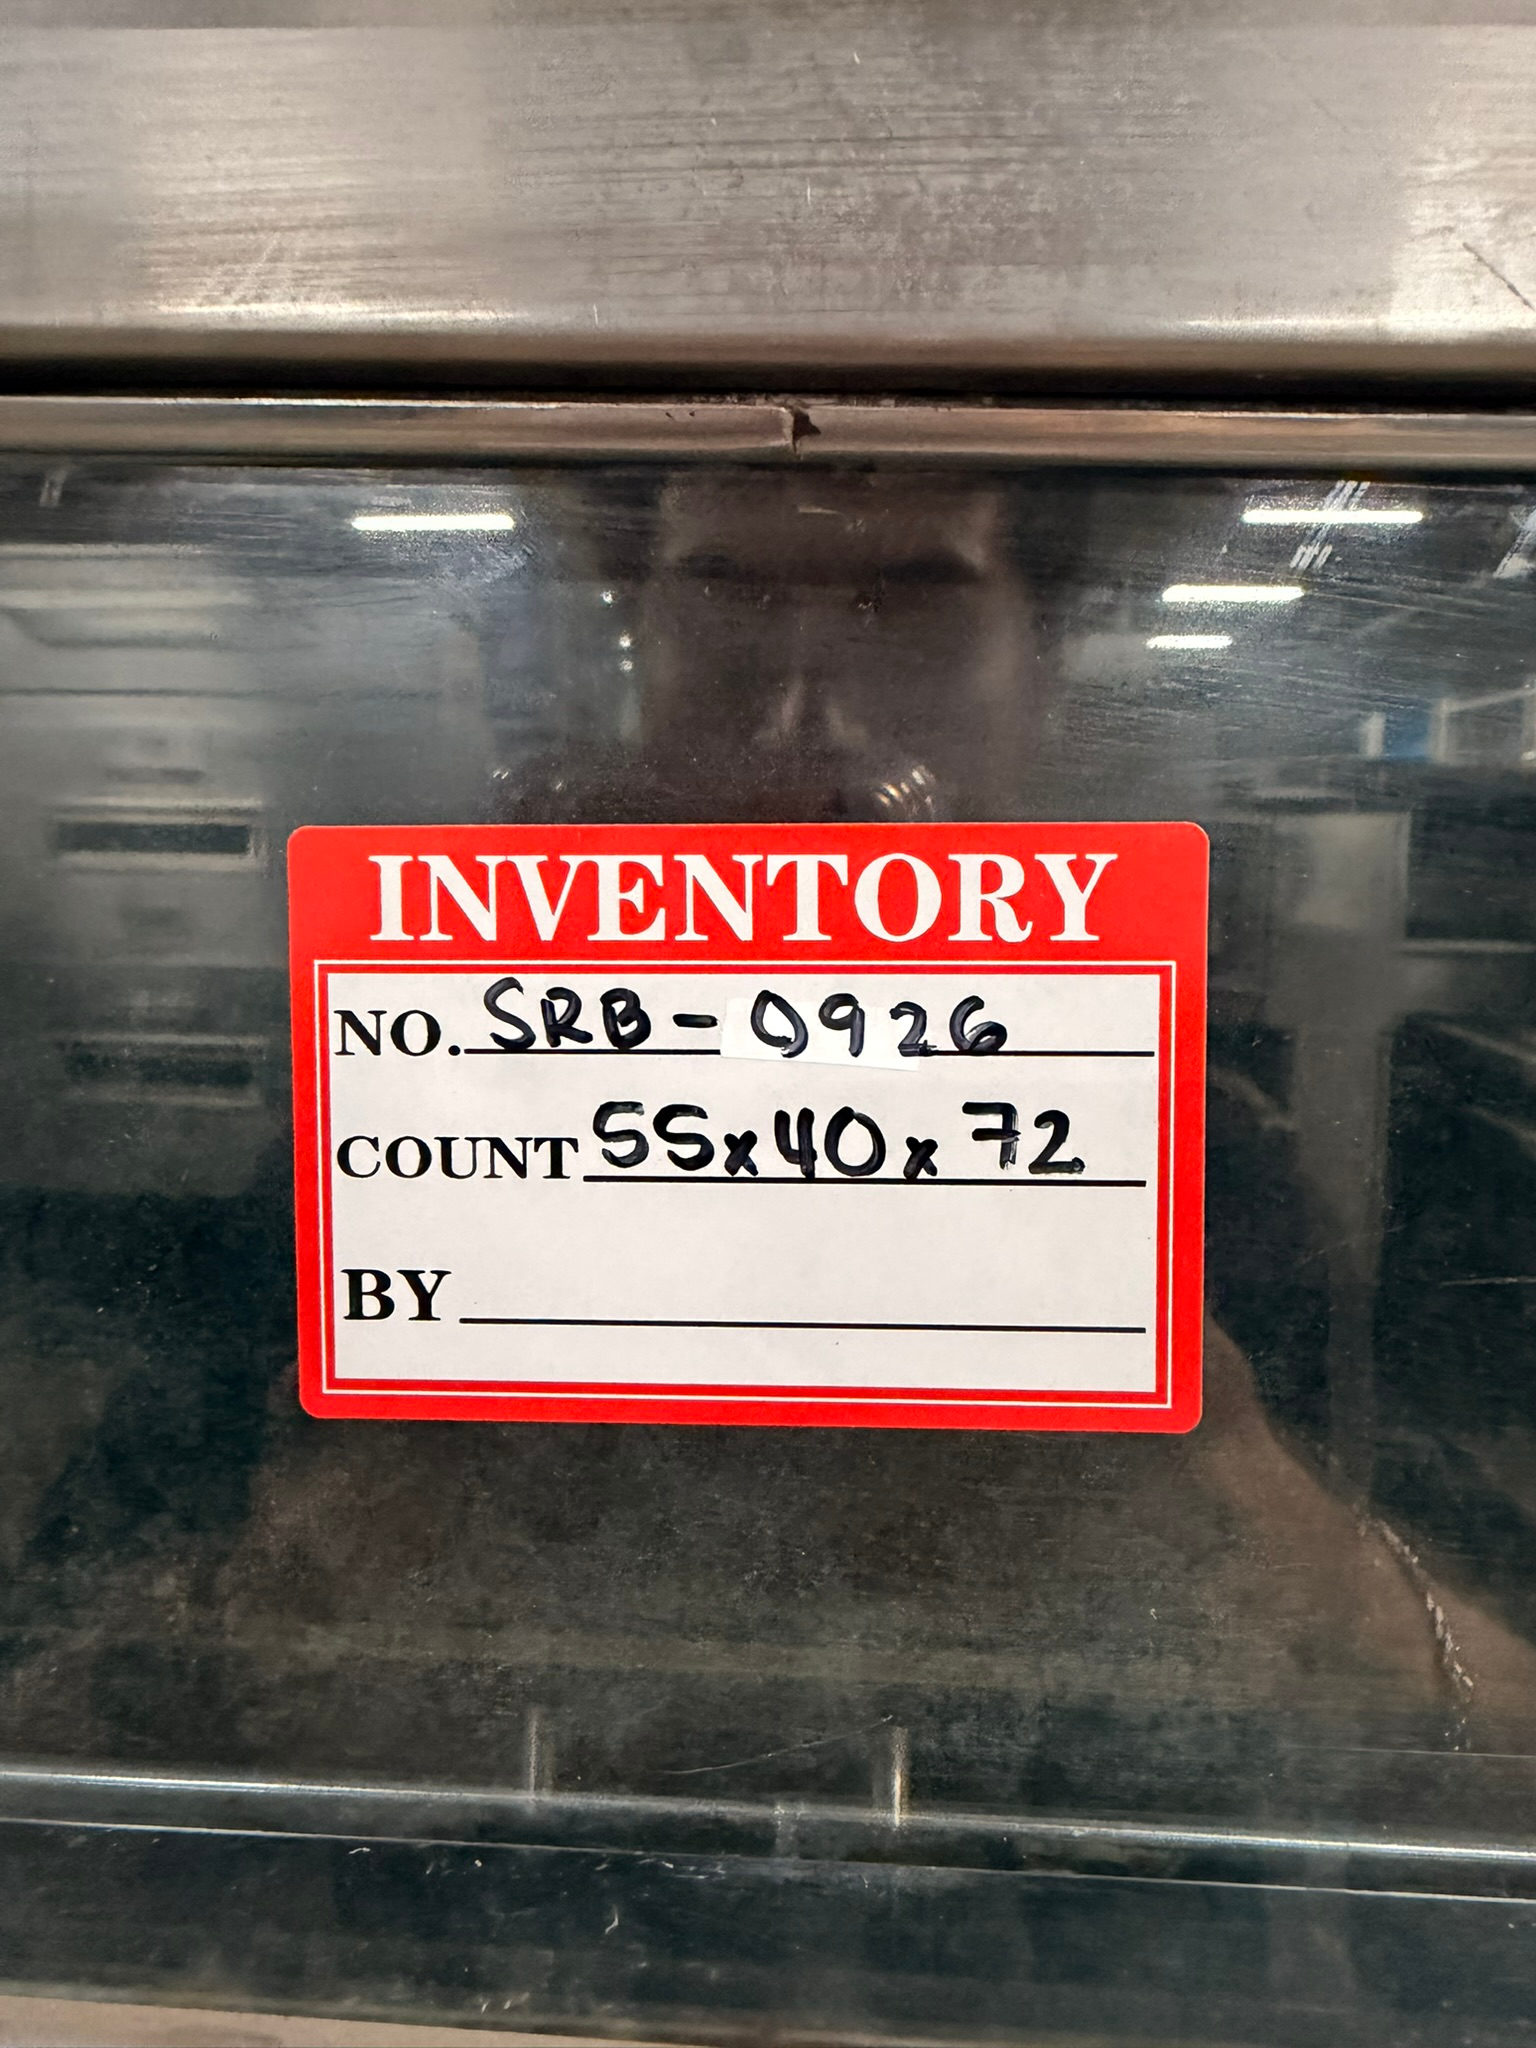 INVENTORY
NO. SRB-0926
COUNT 55x40x72
BY